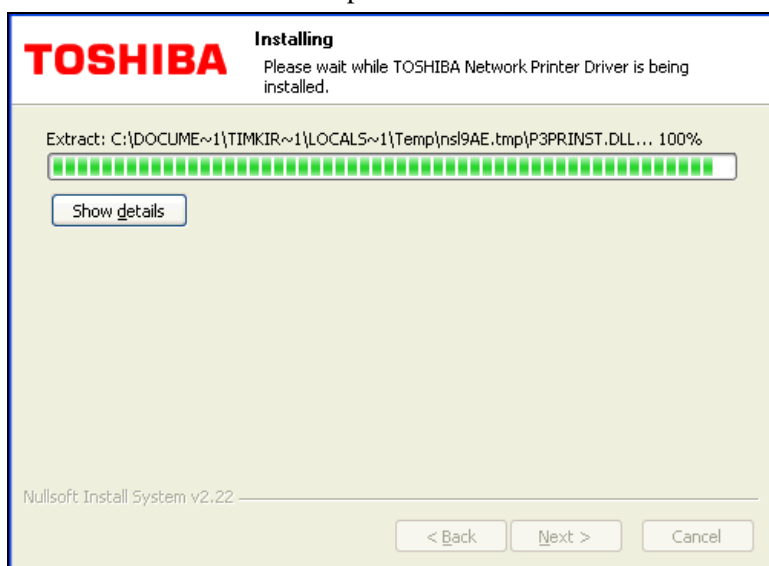 TOSHIBA
Installing
Please wait while TOSHIBA Network Printer Driver is being
installed.
Extract: C:\DOCUME~1\TIMKIR~1\LOCALS~1\Temp\nsl9AE.tmp\P3PRINST.DLL... 100%
Show details
Nullsoft Install System v2.22
< Back
Next >
Cancel